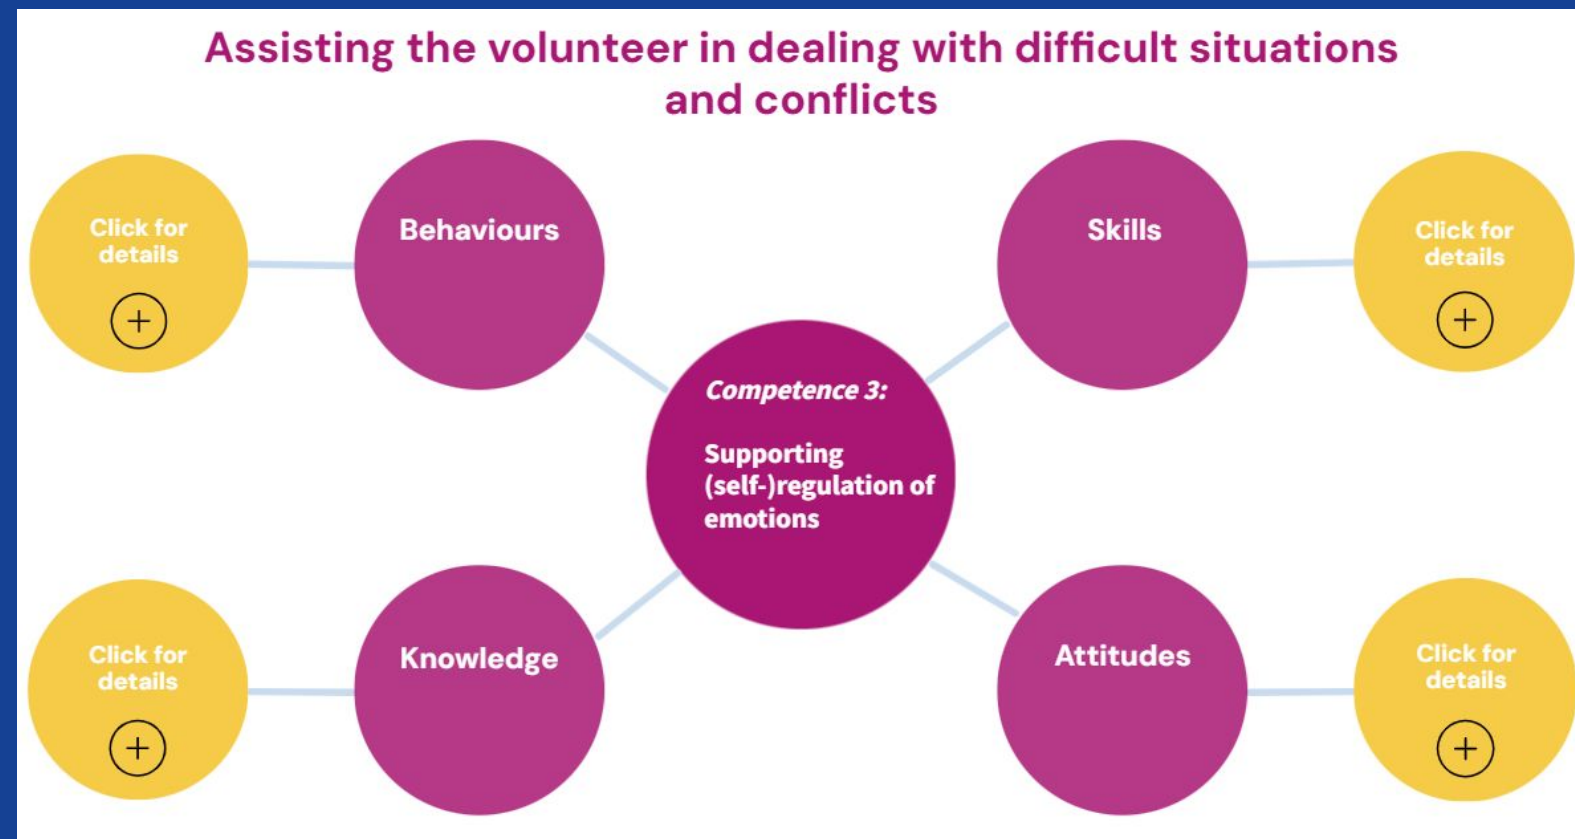 Assisting the volunteer in dealing with difficult situations
and conflicts
Click for
details
Behaviours
Skills
Click for
details
Competence 3:
Supporting
(self-)regulation of
emotions
Click for
details
Knowledge
Attitudes
Click for
details